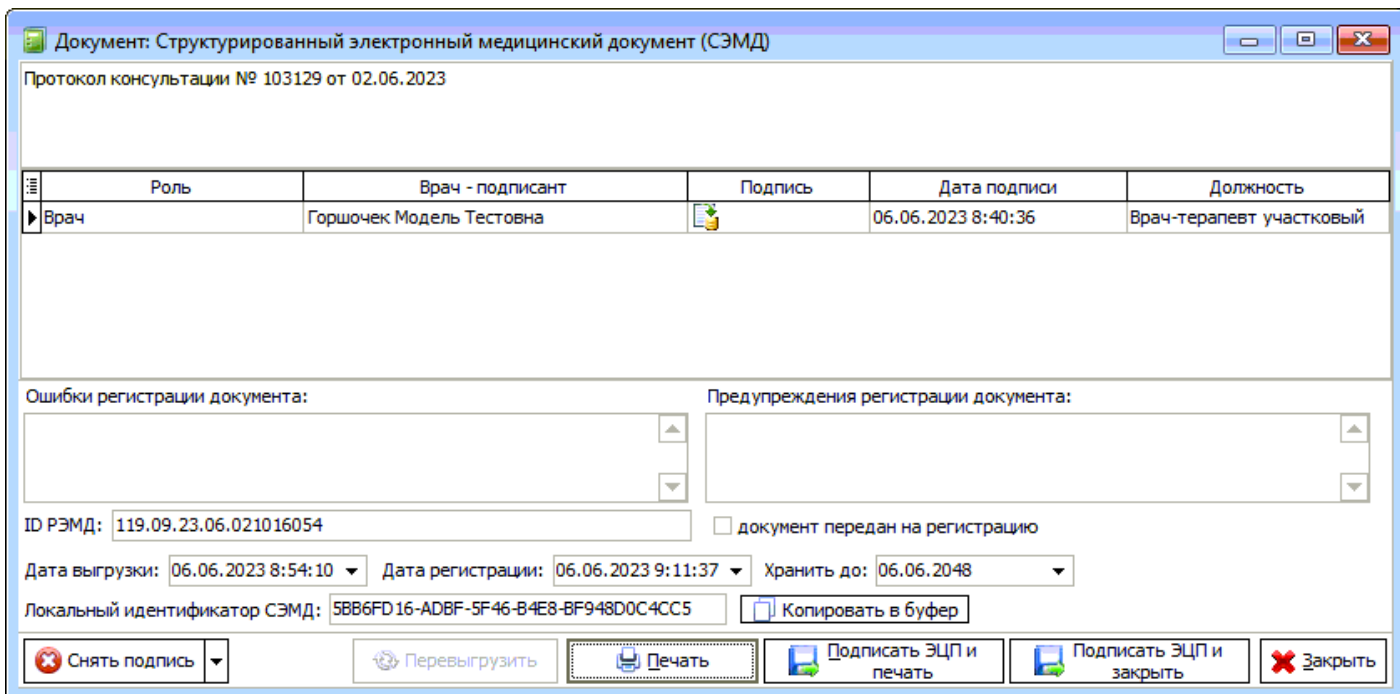 Документ: Структурированный электронный медицинский документ (СЭМД)
Протокол консультации № 103129 от 02.06.2023
Роль Врач - подписант Подпись Дата подписи Должность
Врач Горшочек Модель Тестовна 06.06.2023 8:40:36 Врач-терапевт участковый
Ошибки регистрации документа: Предупреждения регистрации документа:
ID РЭМД: 119.09.23.06.021016054 документ передан на регистрацию
Дата выгрузки: 06.06.2023 8:54:10 Дата регистрации: 06.06.2023 9:11:37 Хранить до: 06.06.2048
Локальный идентификатор СЭМД: 5BB6FD16-ADBF-5F46-B4E8-BF948D0C4CC5 Копировать в буфер
Снять подпись Перевыгрузить Печать Подписать ЭЦП и печать Подписать ЭЦП и закрыть Закрыть